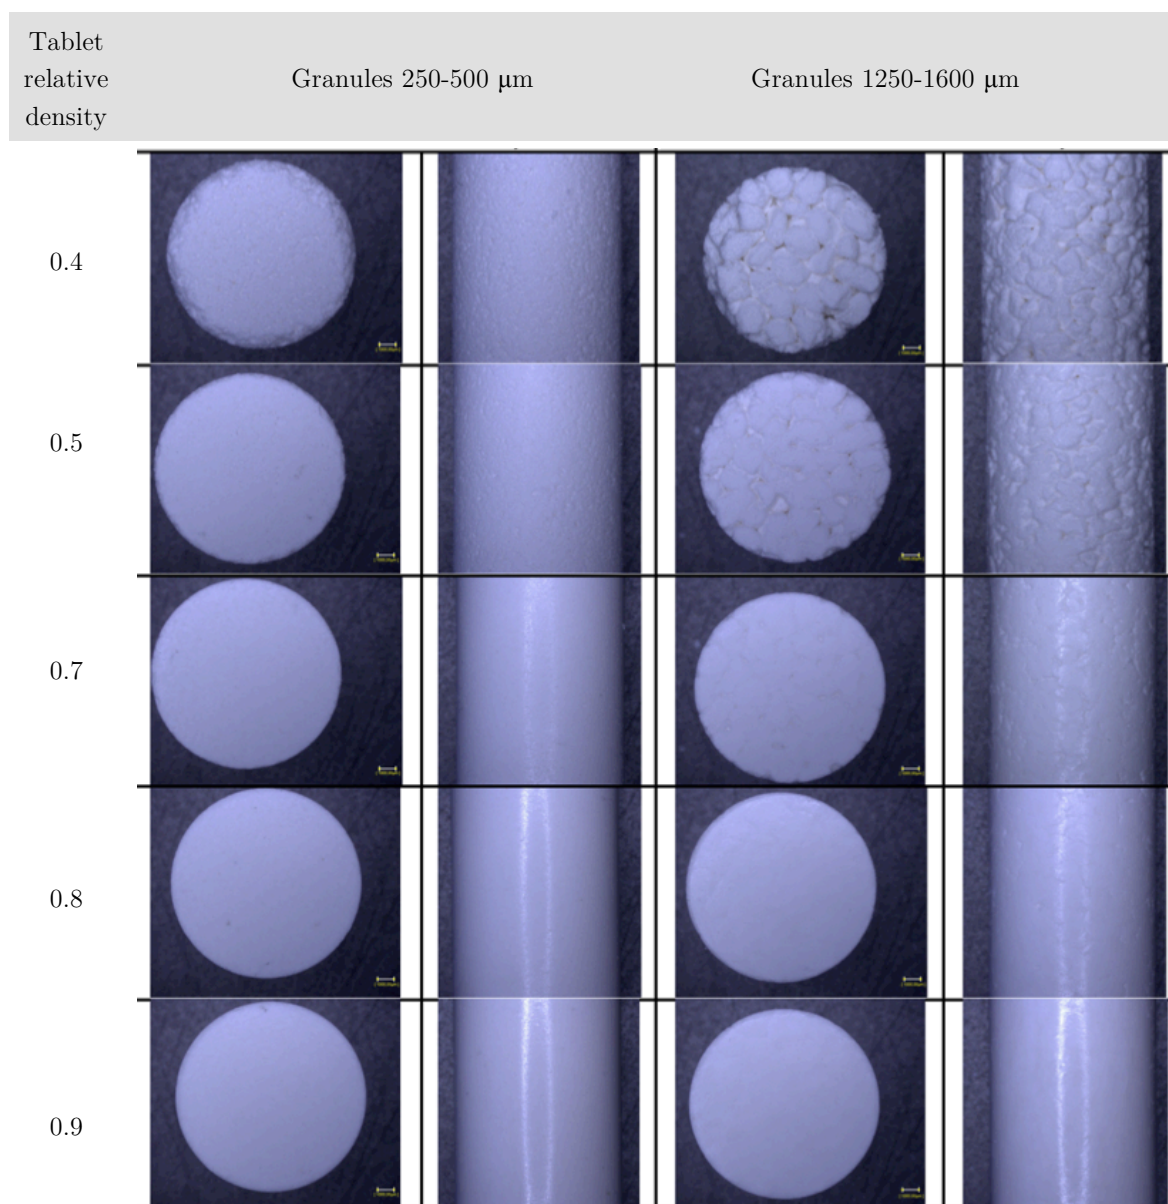 Tablet
relative
density
Granules 250-500 μm
Granules 1250-1600 μm
0.4
0.5
0.7
0.8
0.9